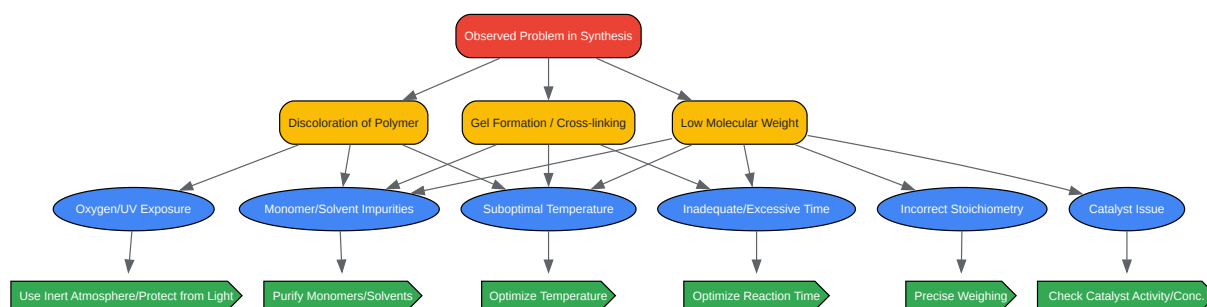 Observed Problem in Synthesis
Discoloration of Polymer
Gel Formation / Cross-linking
Low Molecular Weight
Oxygen/UV Exposure
Monomer/Solvent Impurities
Suboptimal Temperature
Inadequate/Excessive Time
Incorrect Stoichiometry
Catalyst Issue
Use Inert Atmosphere/Protect from Light
Purify Monomers/Solvents
Optimize Temperature
Optimize Reaction Time
Precise Weighing
Check Catalyst Activity/Conc.